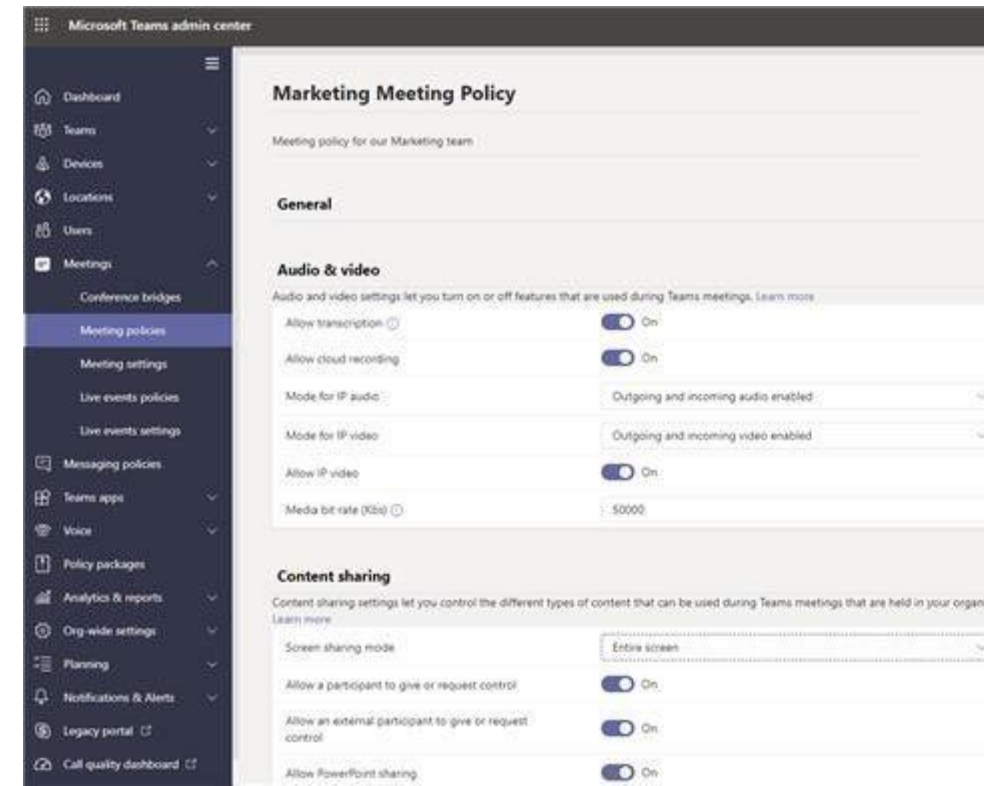 Microsoft Teams admin center
Dashboard
Teams
Devices
Locations
Users
Meetings
Conference bridges
Meeting policies
Meeting settings
Live events policies
Live events settings
Messaging policies
Teams apps
Voice
Policy packages
Analytics & reports
Org-wide settings
Planning
Notifications & Alerts
Legacy portal
Call quality dashboard
Marketing Meeting Policy
Meeting policy for our Marketing team
General
Audio & video
Audio and video settings let you turn on or off features that are used during Teams meetings. Learn more
Allow transcription On
Allow cloud recording On
Mode for IP audio Outgoing and incoming audio enabled
Mode for IP video Outgoing and incoming video enabled
Allow IP video On
Media bit rate (Kbs) 50000
Content sharing
Content sharing settings let you control the different types of content that can be used during Teams meetings that are held in your organ
Learn more
Screen sharing mode Entire screen
Allow a participant to give or request control On
Allow an external participant to give or request
control On
Allow PowerPoint sharing On